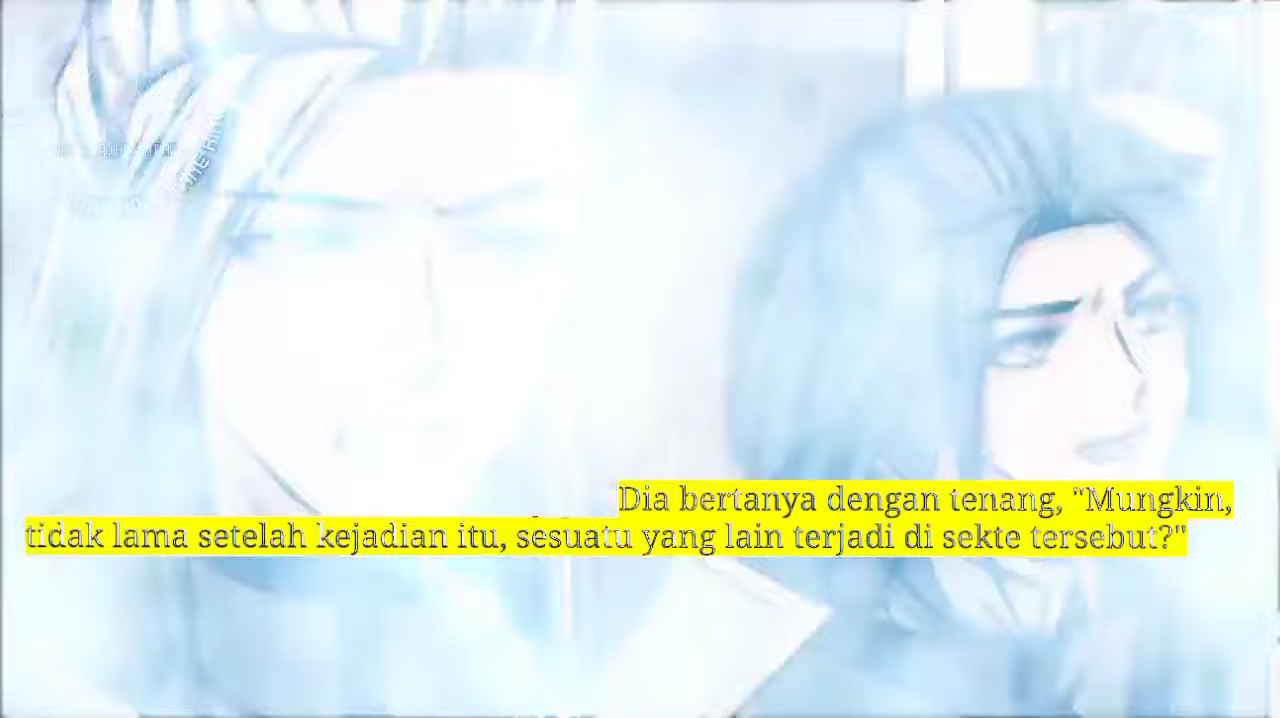 Dia bertanya dengan tenang, "Mungkin,
tidak lama setelah kejadian itu, sesuatu yang lain terjadi di sekte tersebut?"